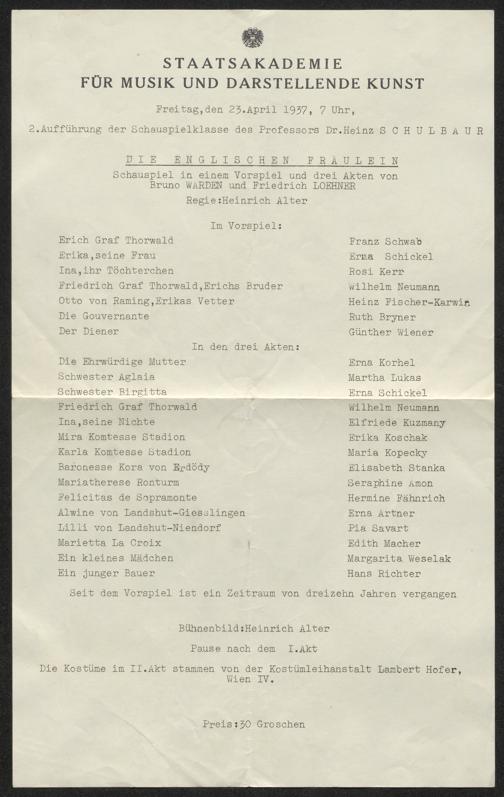 STAATSAKADEMIE
FÜR MUSIK UND DARSTELLENDE KUNST
Freitag,den 23.April 1937, 7 Uhr,
2.Aufführung der Schauspielklasse des Professors Dr.Heinz S C H U L B A U R
D I E  E N G L I S C H E N  F R Ä U L E I N
Schauspiel in einem Vorspiel und drei Akten von
Bruno WARDEN und Friedrich LOEHNER
Regie:Heinrich Alter
Im Vorspiel:
Erich Graf Thorwald Franz Schwab
Erika,seine Frau Erna Schickel
Ina,ihr Töchterchen Rosi Kerr
Friedrich Graf Thorwald,Erichs Bruder Wilhelm Neumann
Otto von Raming,Erikas Vetter Heinz Fischer-Karwin
Die Gouvernante Ruth Bryner
Der Diener Günther Wiener
In den drei Akten:
Die Ehrwürdige Mutter Erna Korhel
Schwester Aglaia Martha Lukas
Schwester Birgitta Erna Schickel
Friedrich Graf Thorwald Wilhelm Neumann
Ina,seine Nichte Elfriede Kuzmany
Mira Komtesse Stadion Erika Koschak
Karla Komtesse Stadion Maria Kopecky
Baronesse Kora von Erdödy Elisabeth Stanka
Mariatherese Ronturm Seraphine Amon
Felicitas de Sopramonte Hermine Fähnrich
Alwine von Landshut-Giesslingen Erna Artner
Lilli von Landshut-Niendorf Pia Savart
Marietta La Croix Edith Macher
Ein kleines Mädchen Margarita Weselak
Ein junger Bauer Hans Richter
Seit dem Vorspiel ist ein Zeitraum von dreizehn Jahren vergangen
Bühnenbild:Heinrich Alter
Pause nach dem I.Akt
Die Kostüme im II.Akt stammen von der Kostümleihanstalt Lambert Hofer,
Wien IV.
Preis:30 Groschen